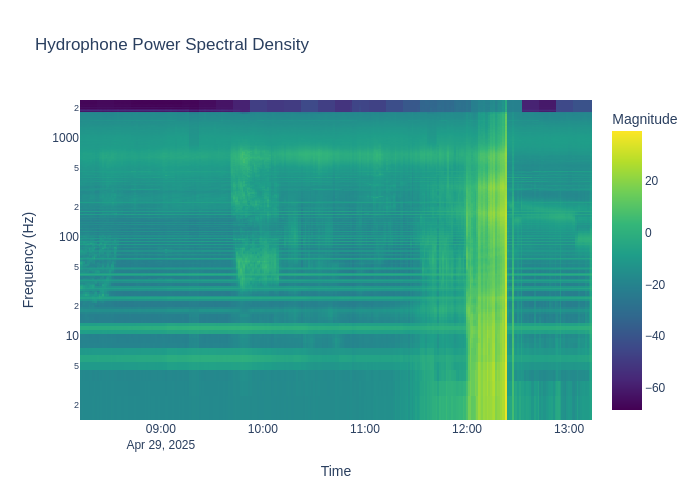 Hydrophone Power Spectral Density
Magnitude
2
1000
5
2
100
5
2
10
5
2
Frequency (Hz)
20
0
−20
−40
−60
09:00 10:00 11:00 12:00 13:00
Apr 29, 2025
Time